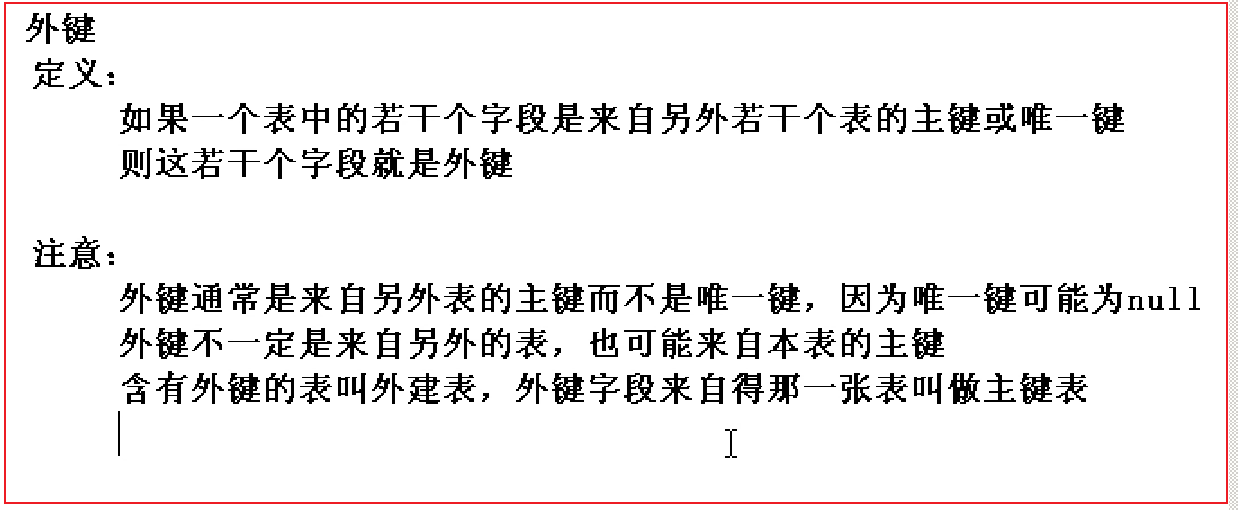 外键
定义：
如果一个表中的若干个字段是来自另外若干个表的主键或唯一键
则这若干个字段就是外键
注意：
外键通常是来自另外表的主键而不是唯一键，因为唯一键可能为null
外键不一定是来自另外的表，也可能来自本表的主键
含有外键的表叫外建表，外键字段来自得那一张表叫做主键表